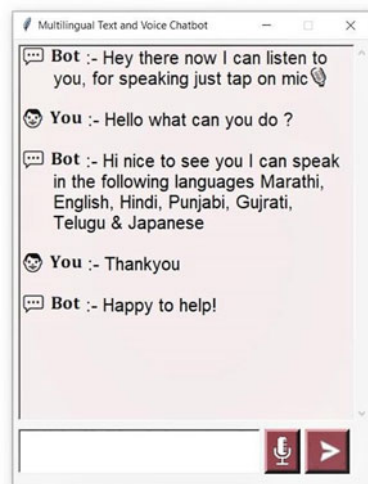 Multilingual Text and Voice Chatbot
Bot :- Hey there now I can listen to
you, for speaking just tap on mic🎙
You :- Hello what can you do ?
Bot :- Hi nice to see you I can speak
in the following languages Marathi,
English, Hindi, Punjabi, Gujrati,
Telugu & Japanese
You :- Thankyou
Bot :- Happy to help!